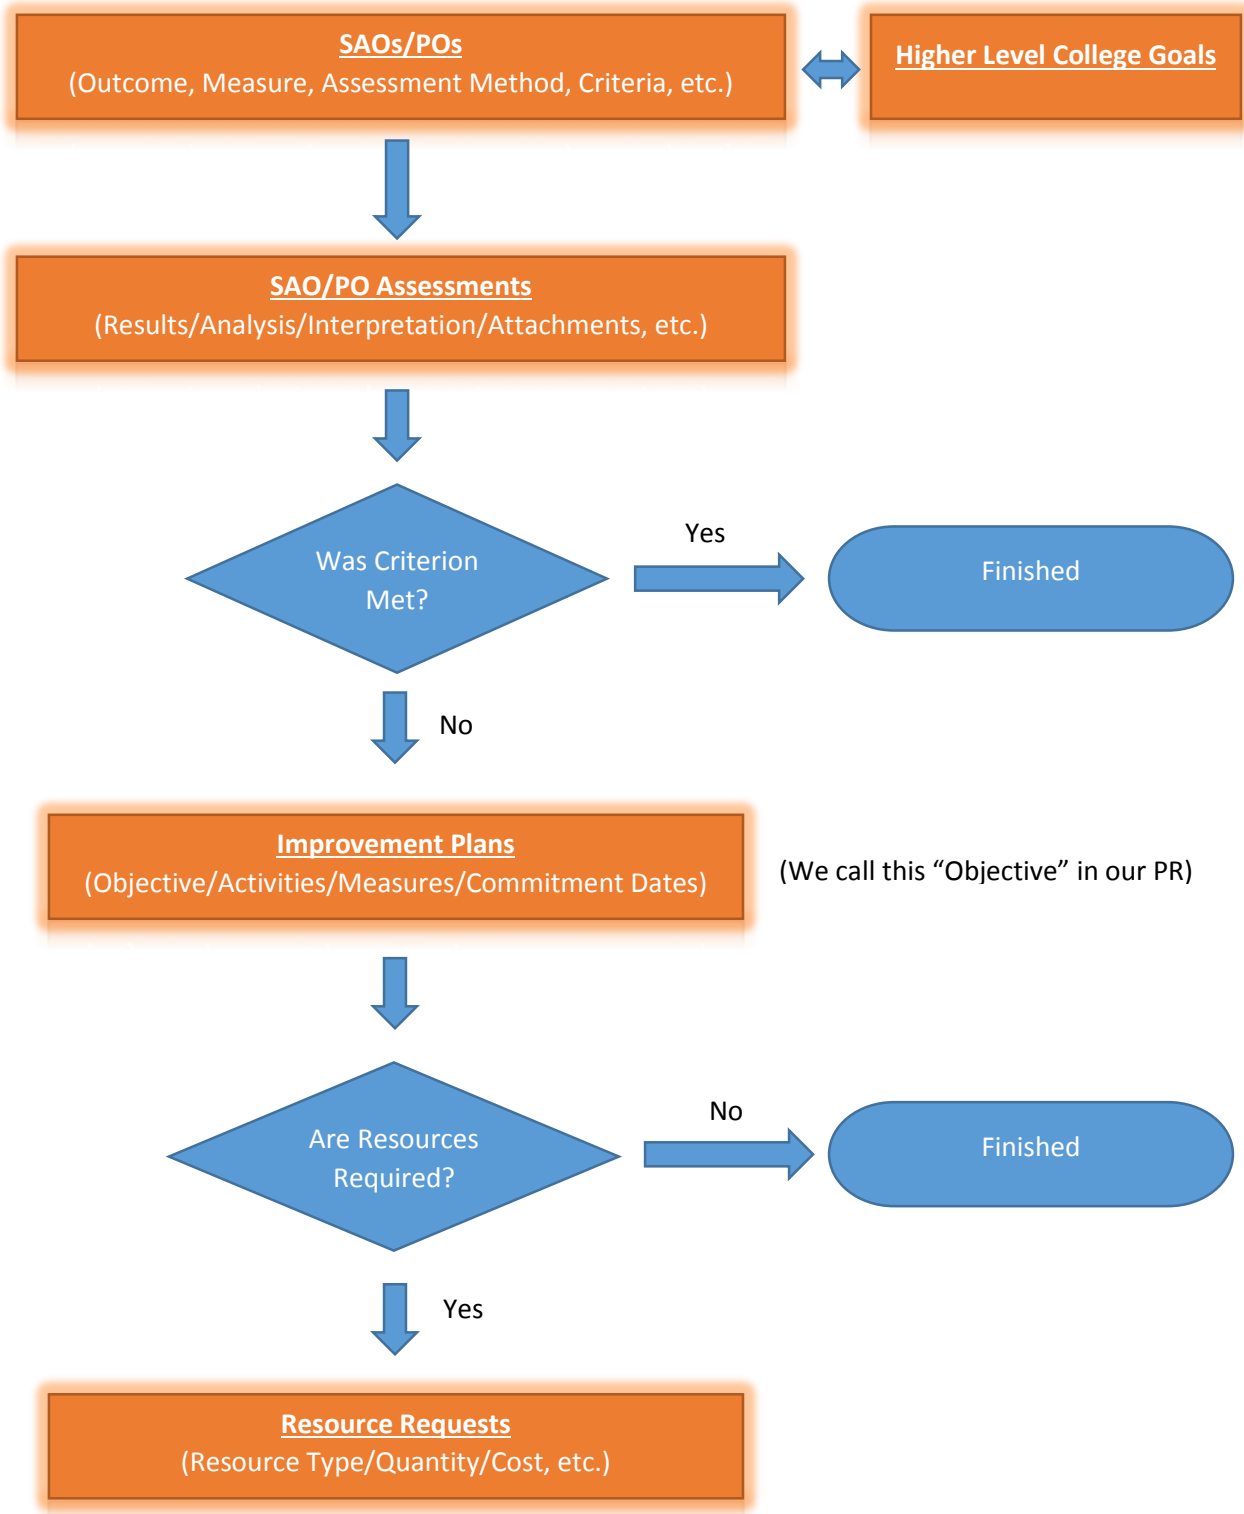 SAOs/POs
(Outcome, Measure, Assessment Method, Criteria, etc.)
Higher Level College Goals
SAO/PO Assessments
(Results/Analysis/Interpretation/Attachments, etc.)
Was Criterion
Met?
Yes
Finished
No
Improvement Plans
(Objective/Activities/Measures/Commitment Dates)
(We call this “Objective” in our PR)
Are Resources
Required?
No
Finished
Yes
Resource Requests
(Resource Type/Quantity/Cost, etc.)